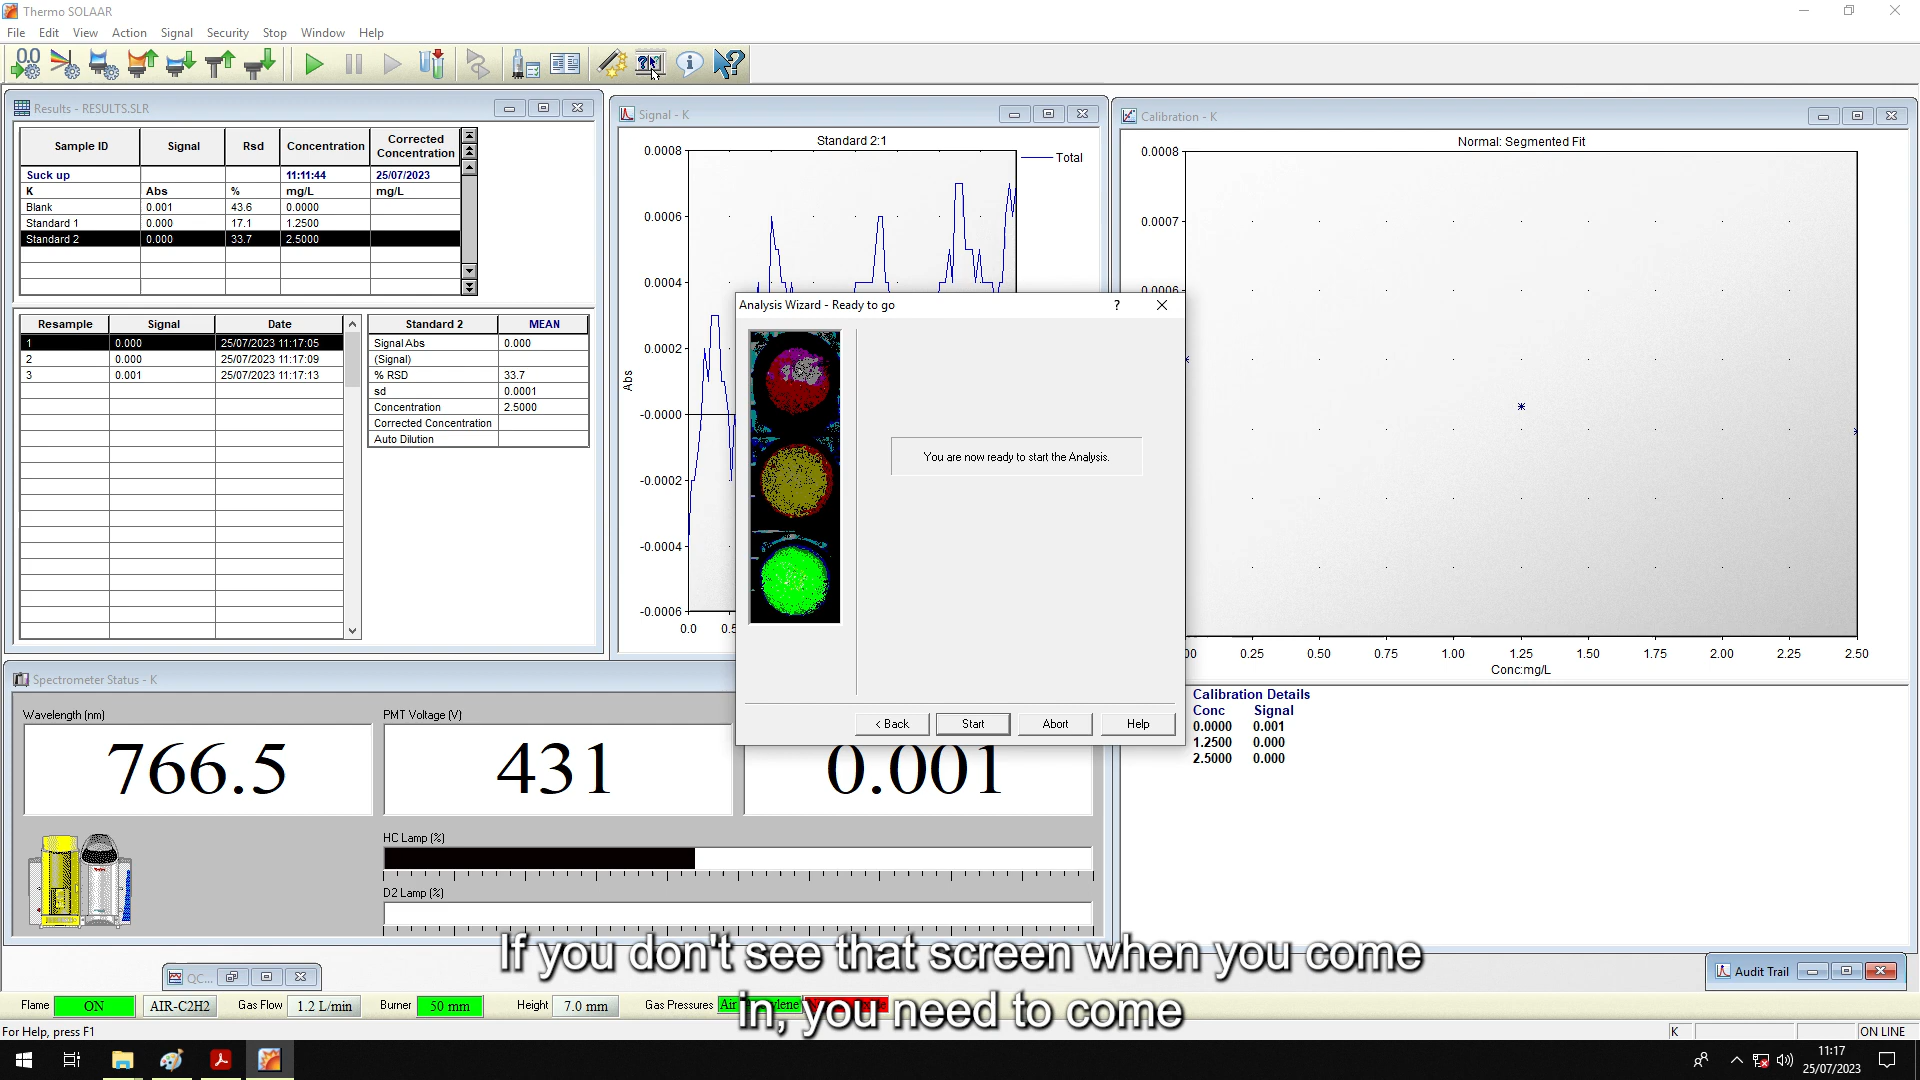 Thermo SOLAAR
File Edit View Action Signal Security Stop Window Help
Results - RESULTS.SLR
Sample ID Signal Rsd Concentration Corrected Concentration
Suck up 11:11:44 25/07/2023
K Abs % mg/L mg/L
Blank 0.001 43.6 0.0000
Standard 1 0.000 17.1 1.2500
Standard 2 0.000 33.7 2.5000
Resample Signal Date
1 0.000 25/07/2023 11:17:05
2 0.000 25/07/2023 11:17:09
3 0.001 25/07/2023 11:17:13
Standard 2 MEAN
Signal Abs 0.000
(Signal)
% RSD 33.7
sd 0.0001
Concentration 2.5000
Corrected Concentration
Auto Dilution
Signal - K
Standard 2:1
Total
0.0008
0.0006
0.0004
0.0002
-0.0000
-0.0002
-0.0004
-0.0006
Abs
0.0
Calibration - K
Normal: Segmented Fit
0.0008
0.0007
0.0006
0.25 0.50 0.75 1.00 1.25 1.50 1.75 2.00 2.25 2.50
Conc:mg/L
Calibration Details
Conc Signal
0.0000 0.001
1.2500 0.000
2.5000 0.000
Analysis Wizard - Ready to go
You are now ready to start the Analysis.
< Back Start Abort Help
Spectrometer Status - K
Wavelength (nm)
766.5
PMT Voltage (V)
431
0.001
HC Lamp (%)
D2 Lamp (%)
If you don't see that screen when you come
in, you need to come
QC...
Audit Trail
Flame ON AIR-C2H2 Gas Flow 1.2 L/min Burner 50 mm Height 7.0 mm Gas Pressures Air
For Help, press F1
K ON LINE
11:17
25/07/2023